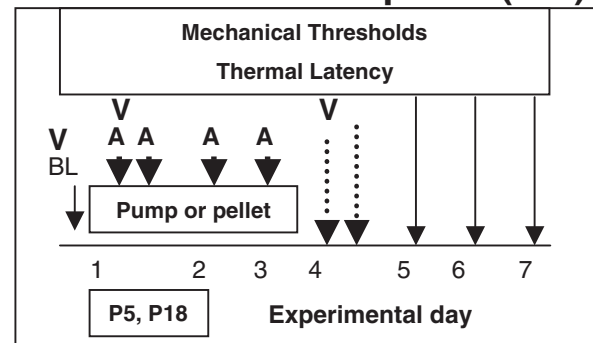 Mechanical Thresholds
Thermal Latency
V V
V A A A A
BL
Pump or pellet
1 2 3 4 5 6 7
P5, P18 Experimental day